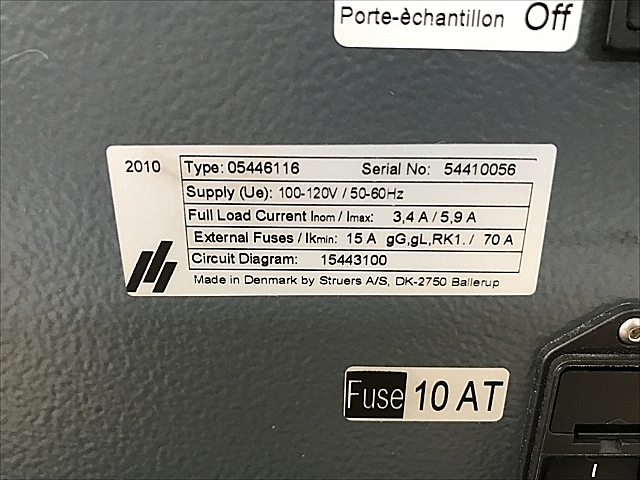 Porte-èchantillon Off
2010 Type: 05446116 Serial No: 54410056
Supply (Ue): 100-120V / 50-60Hz
Full Load Current Inom / Imax: 3,4 A / 5,9 A
External Fuses / Ikmin: 15 A gG,gL,RK1. / 70 A
Circuit Diagram: 15443100
Made in Denmark by Struers A/S, DK-2750 Ballerup
Fuse 10 AT
I